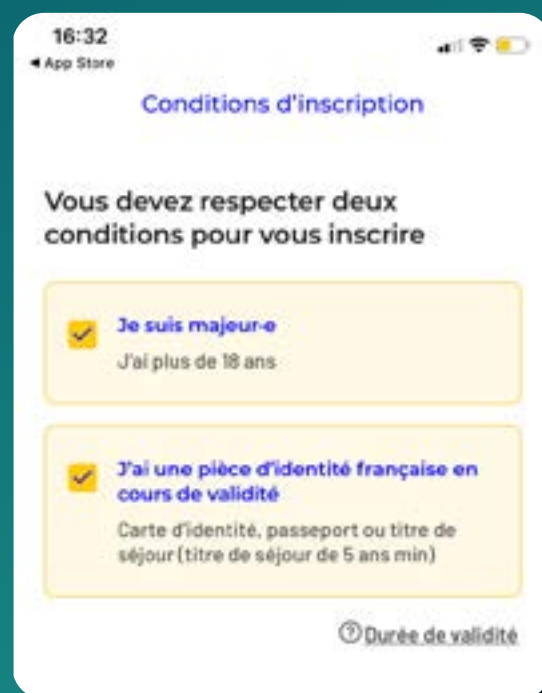 16:32
◀ App Store
Conditions d'inscription
Vous devez respecter deux
conditions pour vous inscrire
Je suis majeur·e
J'ai plus de 18 ans
J'ai une pièce d'identité française en
cours de validité
Carte d'identité, passeport ou titre de
séjour (titre de séjour de 5 ans min)
Durée de validité